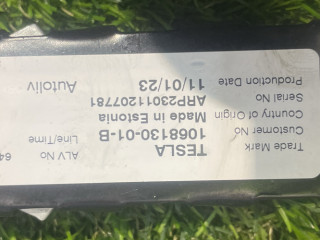 Trade Mark TESLA ALV No 64
Customer No 1068130-01-B Line/Time
Country of Origin Made in Estonia
Serial No ARP23011207781
Production Date 11/01/23 Autoliv